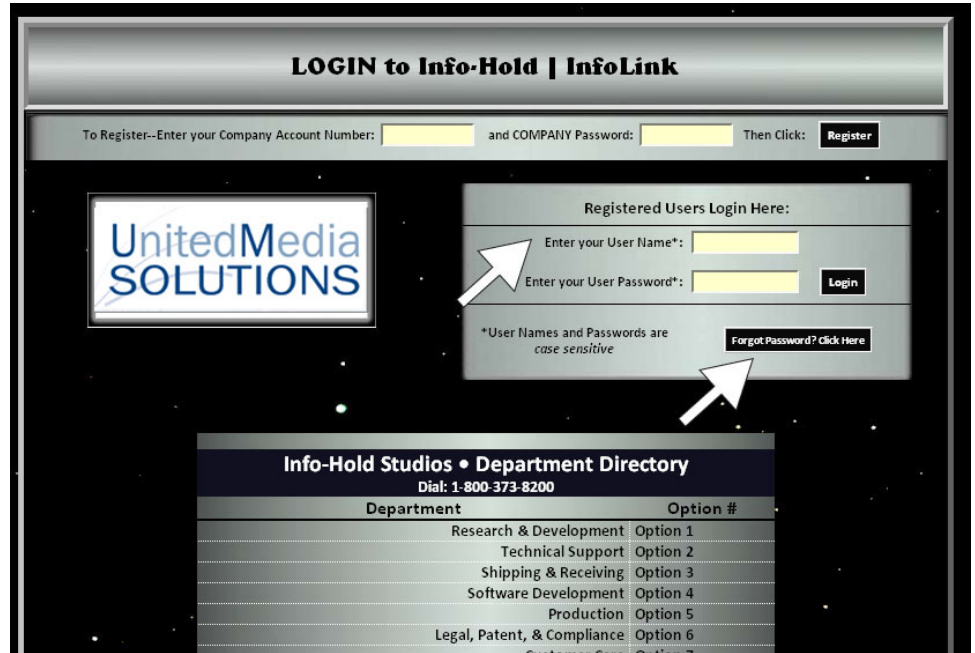 LOGIN to Info-Hold | InfoLink
To Register--Enter your Company Account Number: and COMPANY Password: Then Click: Register
UnitedMedia
SOLUTIONS
Registered Users Login Here:
Enter your User Name*:
Enter your User Password*: Login
*User Names and Passwords are
case sensitive
Forgot Password? Click Here
Info-Hold Studios • Department Directory
Dial: 1-800-373-8200
Department Option #
Research & Development Option 1
Technical Support Option 2
Shipping & Receiving Option 3
Software Development Option 4
Production Option 5
Legal, Patent, & Compliance Option 6